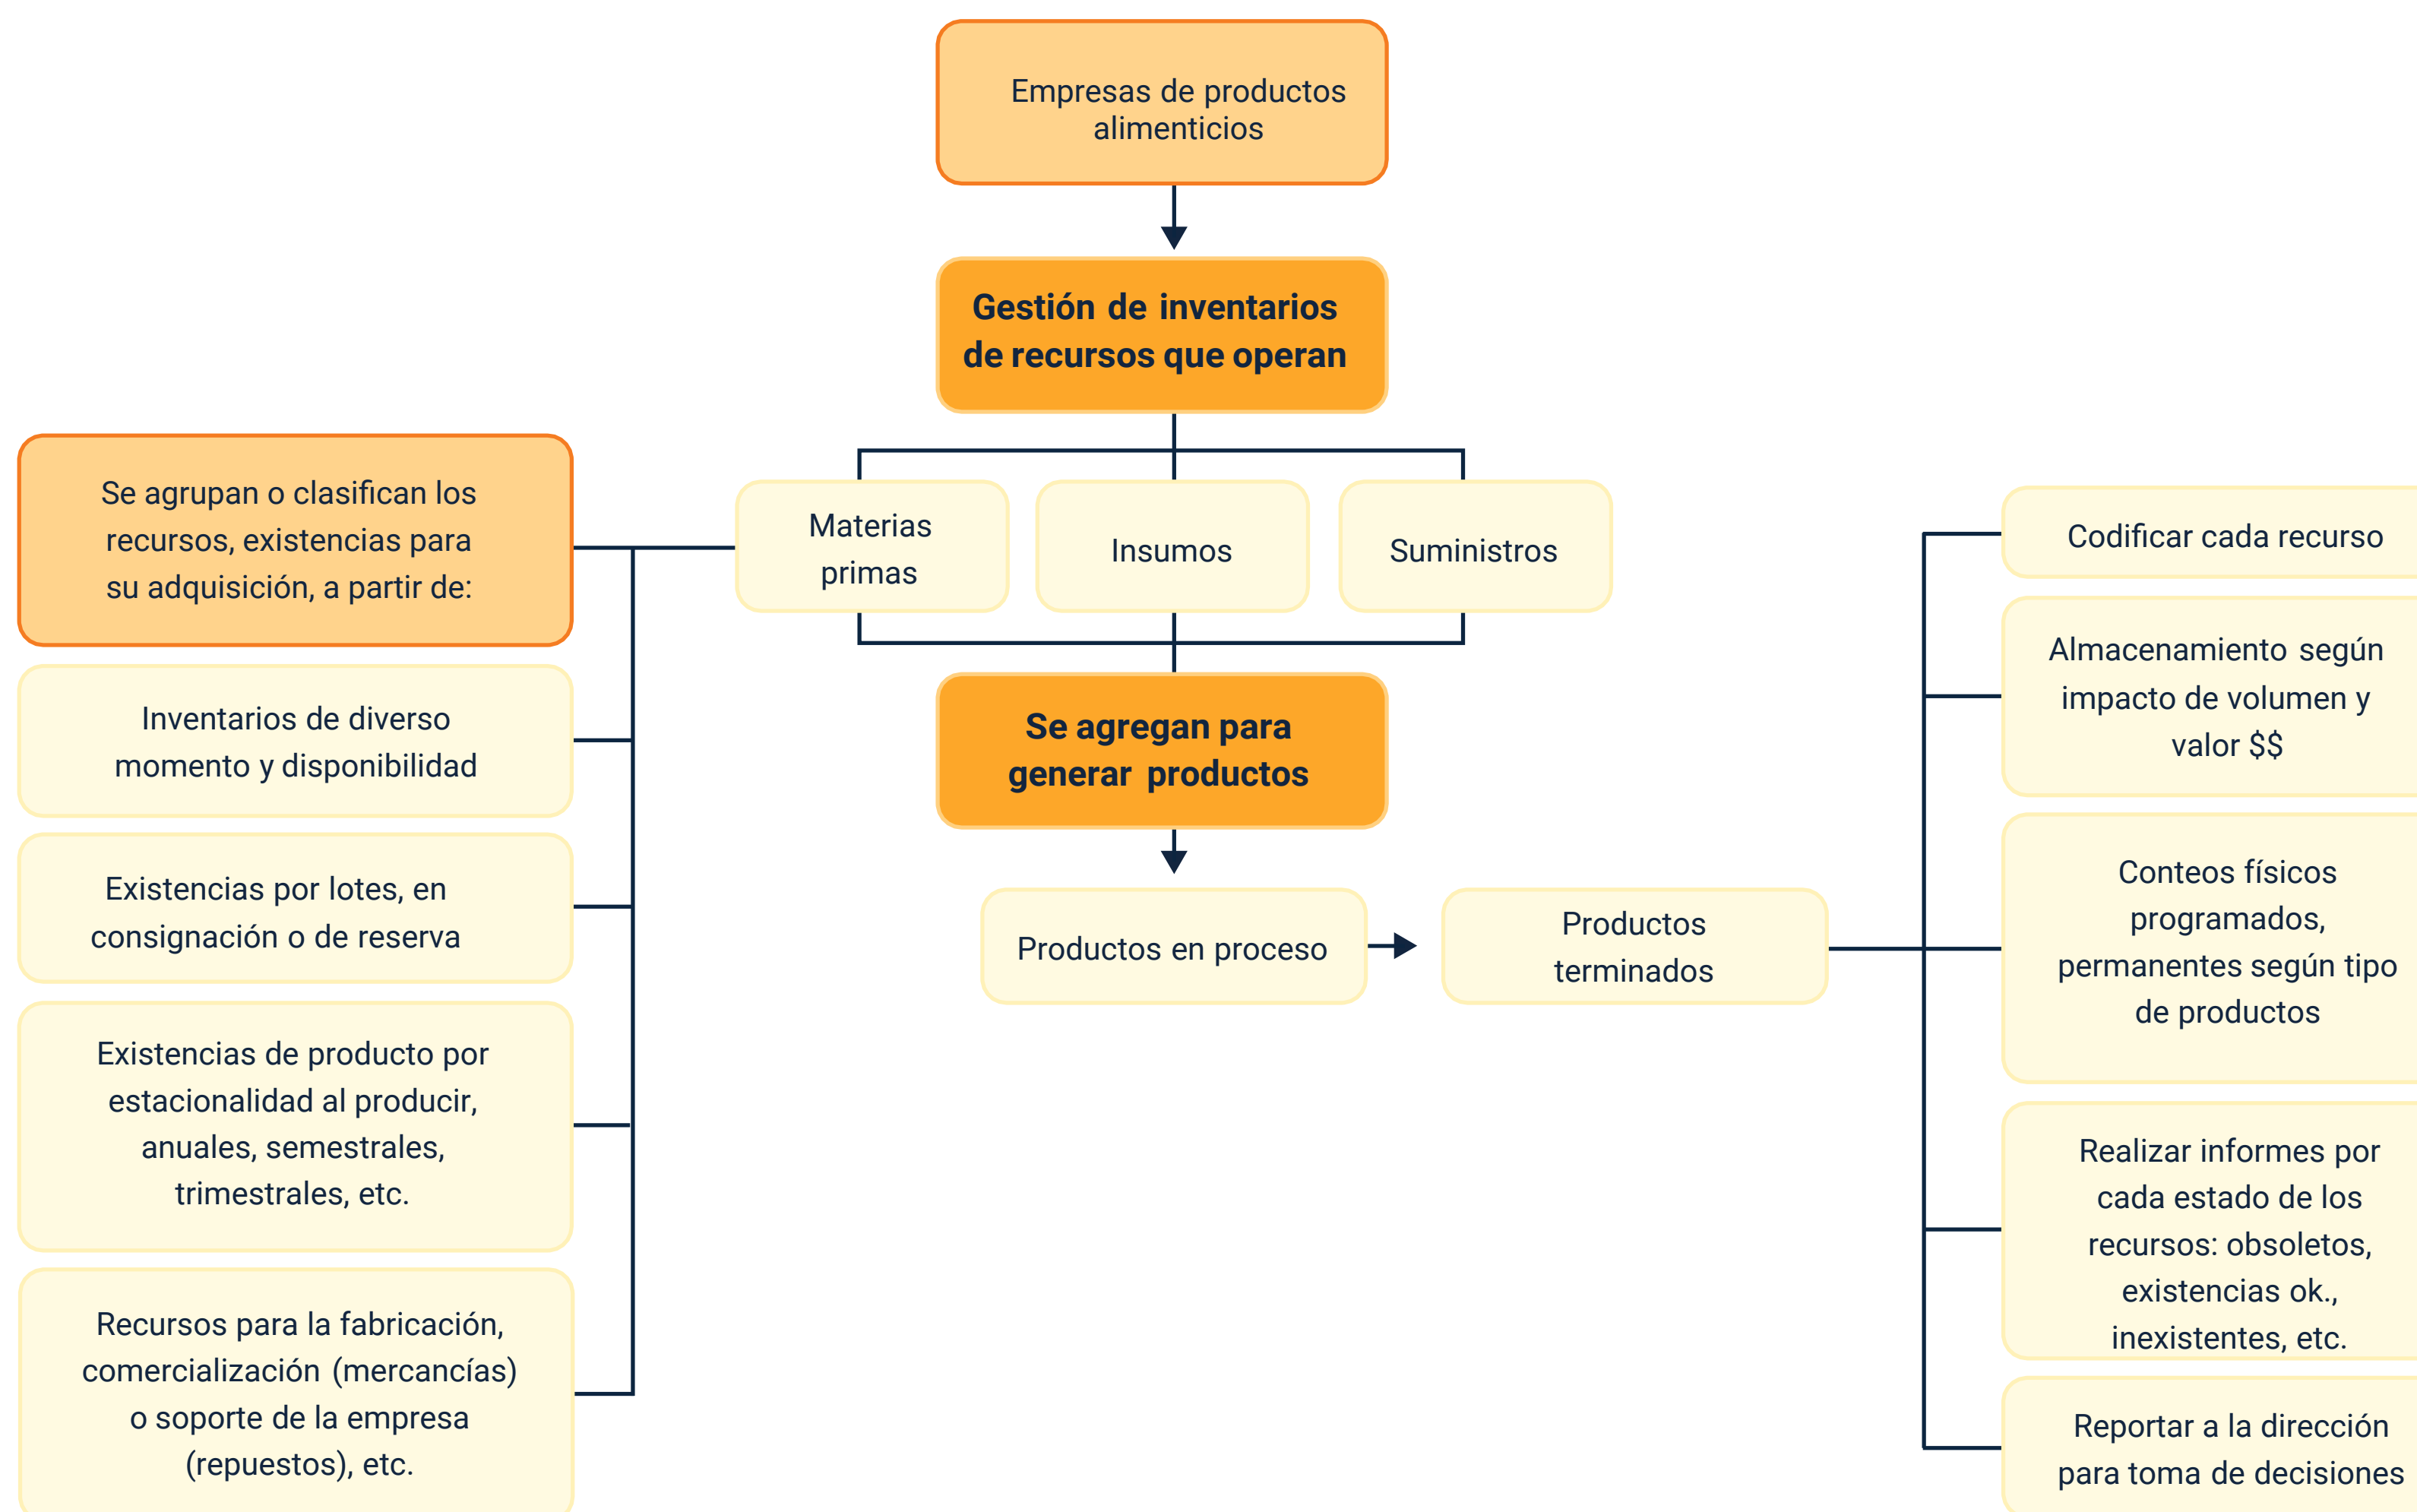 Empresas de productos
alimenticios
Gestión de inventarios
de recursos que operan
Se agrupan o clasifican los
recursos, existencias para
su adquisición, a partir de:
Inventarios de diverso
momento y disponibilidad
Existencias por lotes, en
consignación o de reserva
Existencias de producto por
estacionalidad al producir,
anuales, semestrales,
trimestrales, etc.
Recursos para la fabricación,
comercialización (mercancías)
o soporte de la empresa
(repuestos), etc.
Materias
primas
Insumos
Suministros
Se agregan para
generar productos
Productos en proceso
Productos
terminados
Codificar cada recurso
Almacenamiento según
impacto de volumen y
valor $$
Conteos físicos
programados,
permanentes según tipo
de productos
Realizar informes por
cada estado de los
recursos: obsoletos,
existencias ok.,
inexistentes, etc.
Reportar a la dirección
para toma de decisiones